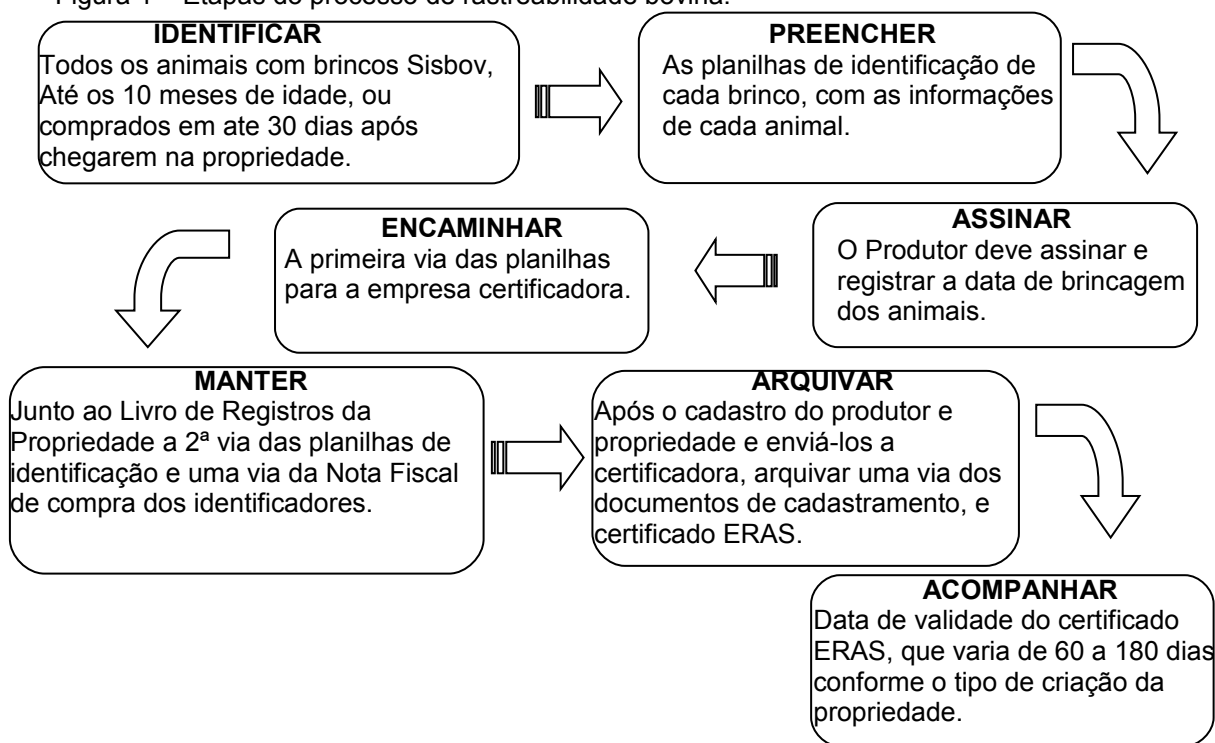 Figura 1 – Etapas do processo de rastreabilidade bovina.
IDENTIFICAR
Todos os animais com brincos Sisbov,
Até os 10 meses de idade, ou
comprados em ate 30 dias após
chegarem na propriedade.
PREENCHER
As planilhas de identificação de
cada brinco, com as informações
de cada animal.
ASSINAR
O Produtor deve assinar e
registrar a data de brincagem
dos animais.
ENCAMINHAR
A primeira via das planilhas
para a empresa certificadora.
MANTER
Junto ao Livro de Registros da
Propriedade a 2ª via das planilhas de
identificação e uma via da Nota Fiscal
de compra dos identificadores.
ARQUIVAR
Após o cadastro do produtor e
propriedade e enviá-los a
certificadora, arquivar uma via dos
documentos de cadastramento, e
certificado ERAS.
ACOMPANHAR
Data de validade do certificado
ERAS, que varia de 60 a 180 dias
conforme o tipo de criação da
propriedade.